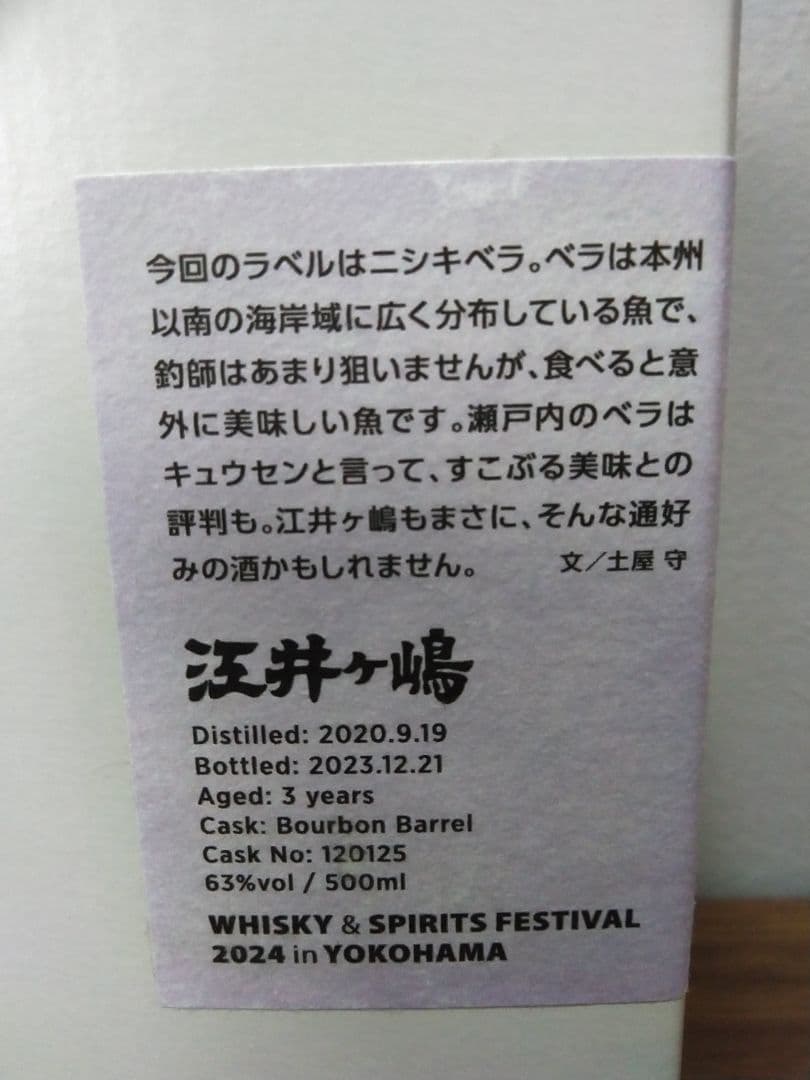 今回のラベルはニシキベラ。ベラは本州
以南の海岸域に広く分布している魚で、
釣師はあまり狙いませんが、食べると意
外に美味しい魚です。瀬戸内のベラは
キュウセンと言って、すこぶる美味との
評判も。江井ヶ嶋もまさに、そんな通好
みの酒かもしれません。 文／土屋 守
江井ヶ嶋
Distilled: 2020.9.19
Bottled: 2023.12.21
Aged: 3 years
Cask: Bourbon Barrel
Cask No: 120125
63%vol / 500ml
WHISKY & SPIRITS FESTIVAL
2024 in YOKOHAMA